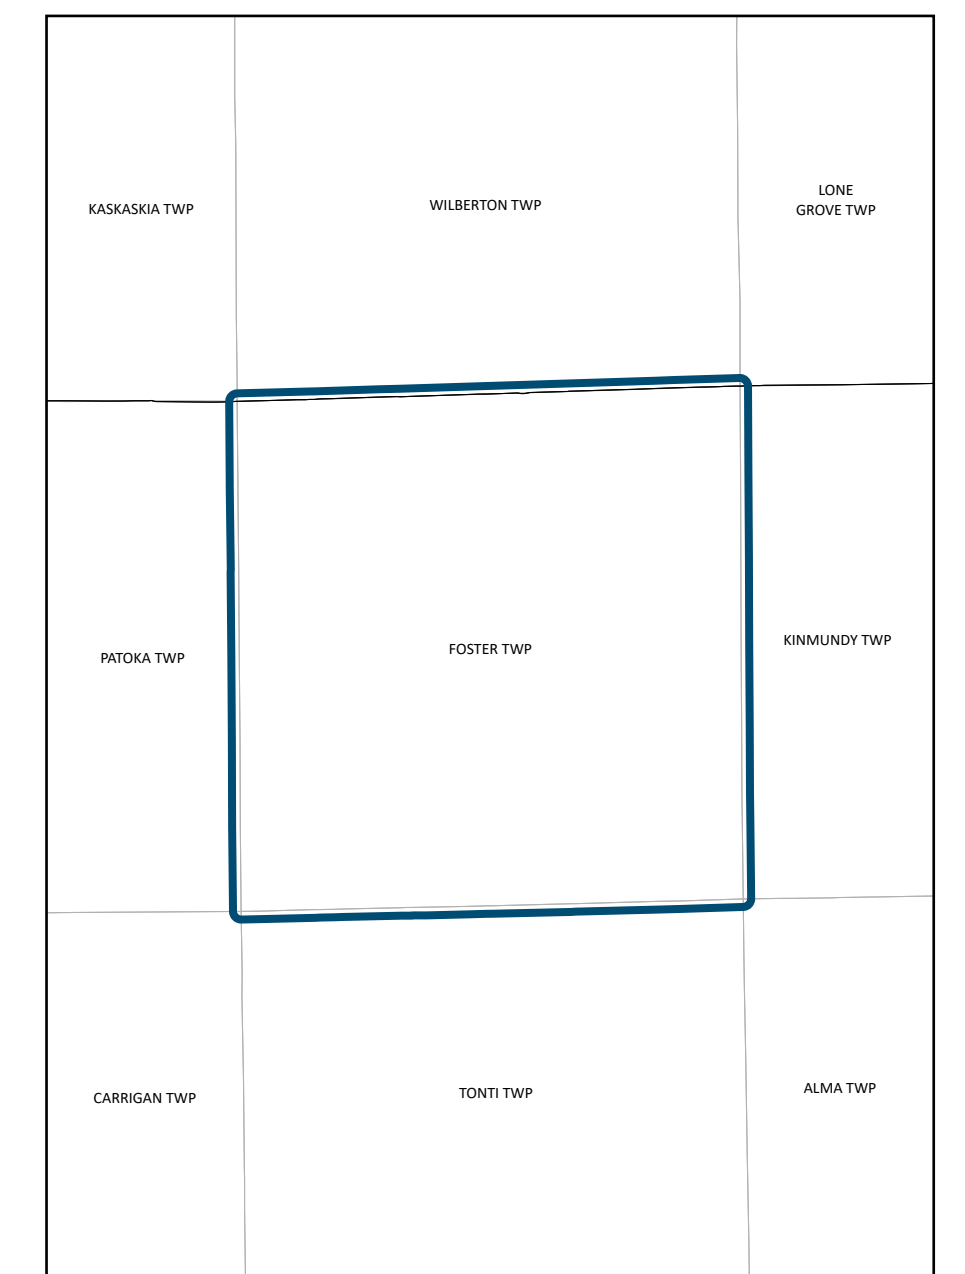 KASKASKIA TWP
WILBERTON TWP
LONE
GROVE TWP
PATOKA TWP
FOSTER TWP
KINMUNDY TWP
CARRIGAN TWP
TONTI TWP
ALMA TWP